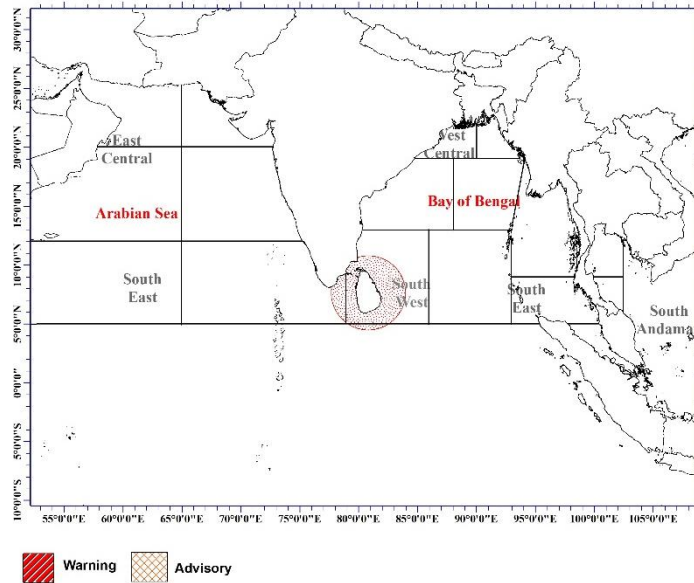 30°0'0"N
25°0'0"N
20°0'0"N
15°0'0"N
10°0'0"N
5°0'0"N
0°0'0"
5°0'0"S
10°0'0"S
East
Central
West
Central
Arabian Sea
Bay of Bengal
South
East
South
West
South
East
South
Andama
55°0'0"E
60°0'0"E
65°0'0"E
70°0'0"E
75°0'0"E
80°0'0"E
85°0'0"E
90°0'0"E
95°0'0"E
100°0'0"E
105°0'0"E
Warning
Advisory